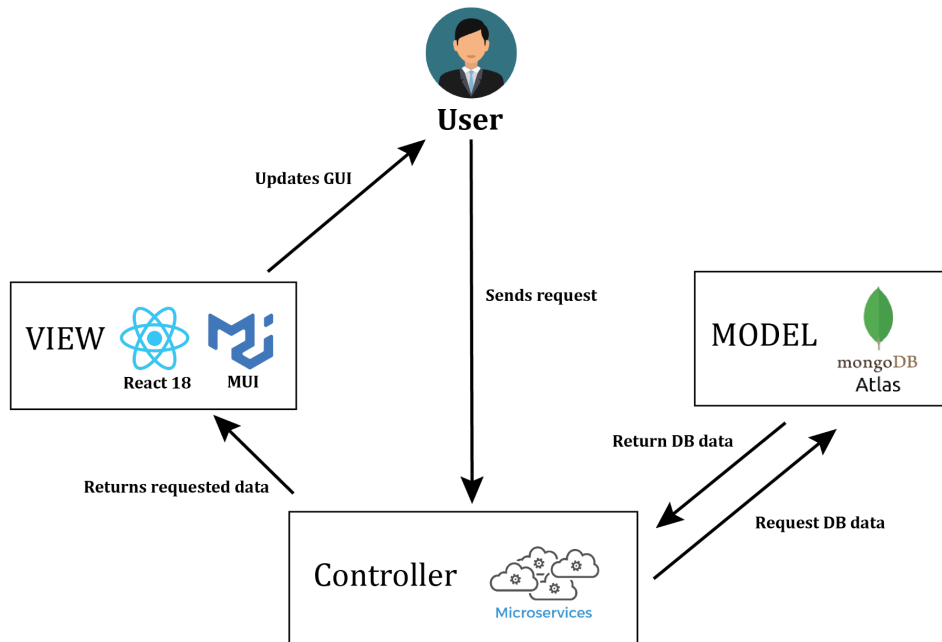 User
Updates GUI
Sends request
VIEW
React 18
MUI
MODEL
mongoDB
Atlas
Return DB data
Returns requested data
Request DB data
Controller
Microservices